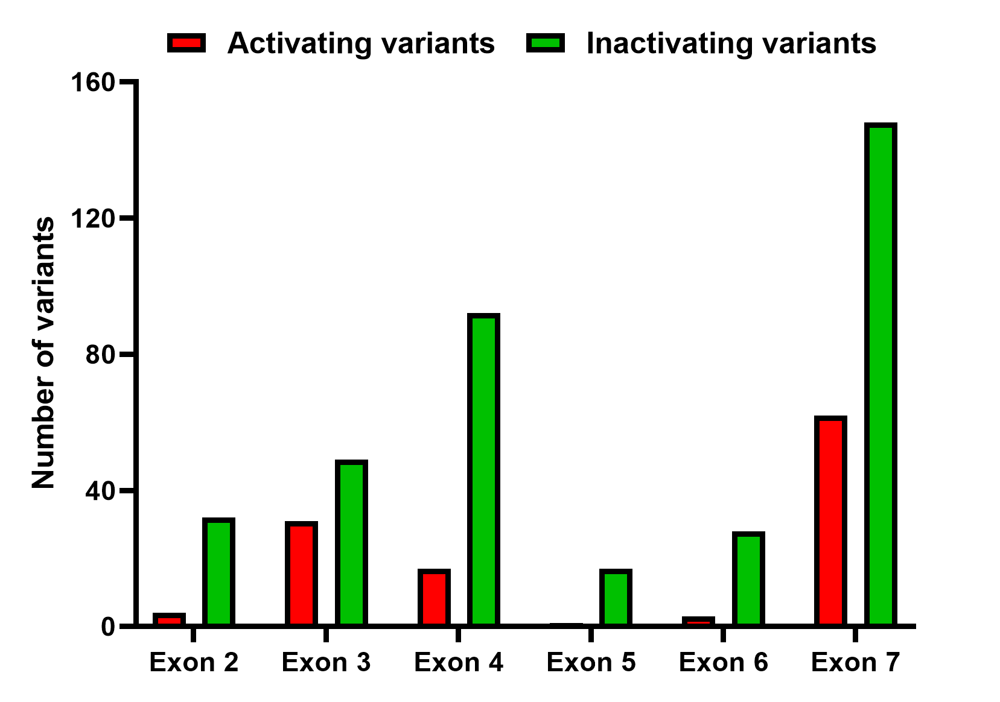 Activating variants Inactivating variants
160
120
80
40
0
Number of variants
Exon 2 Exon 3 Exon 4 Exon 5 Exon 6 Exon 7